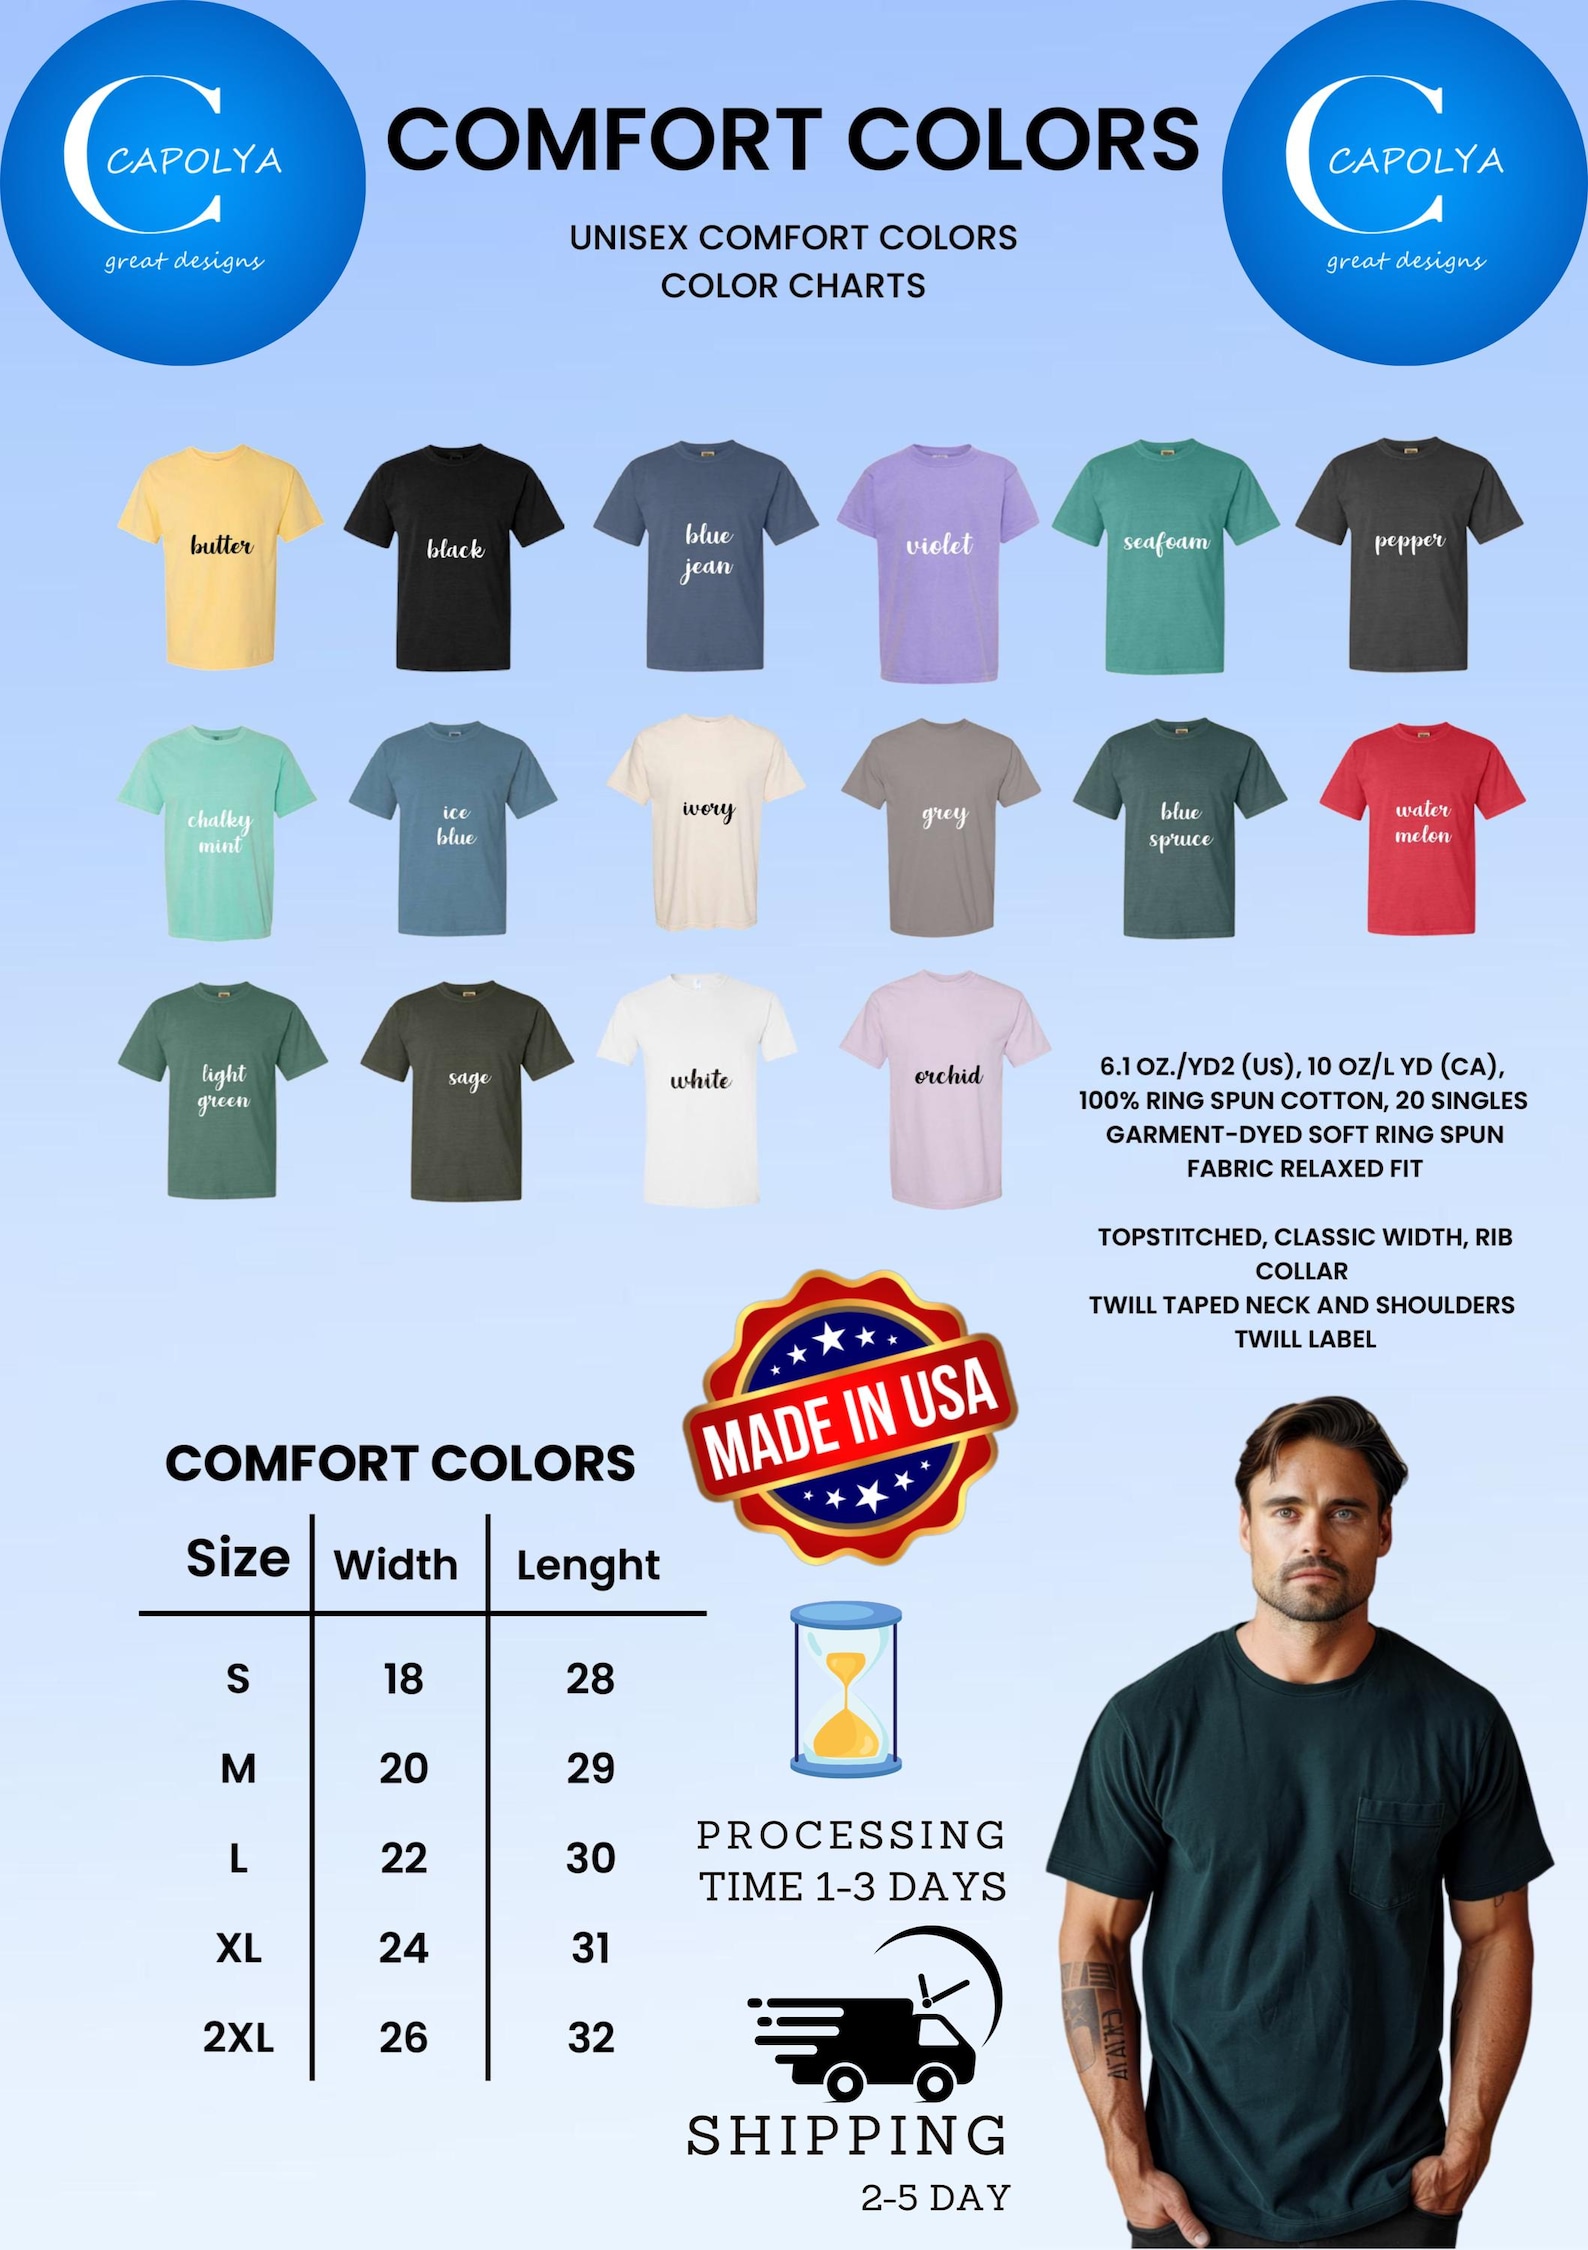 CAPOLYA
great designs
COMFORT COLORS
UNISEX COMFORT COLORS
COLOR CHARTS
CAPOLYA
great designs
butter
black
blue
jean
violet
seafoam
pepper
chalky
mint
ice
blue
ivory
grey
blue
spruce
water
melon
light
green
sage
white
orchid
6.1 OZ./YD2 (US), 10 OZ/L YD (CA),
100% RING SPUN COTTON, 20 SINGLES
GARMENT-DYED SOFT RING SPUN
FABRIC RELAXED FIT
TOPSTITCHED, CLASSIC WIDTH, RIB
COLLAR
TWILL TAPED NECK AND SHOULDERS
TWILL LABEL
MADE IN USA
COMFORT COLORS
Size Width Lenght
S 18 28
M 20 29
L 22 30
XL 24 31
2XL 26 32
PROCESSING
TIME 1-3 DAYS
SHIPPING
2-5 DAY